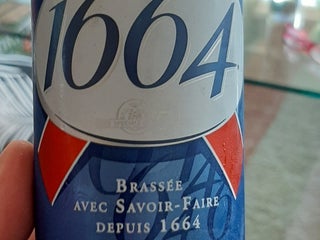 1664
BRASSÉE
AVEC SAVOIR-FAIRE
DEPUIS 1664